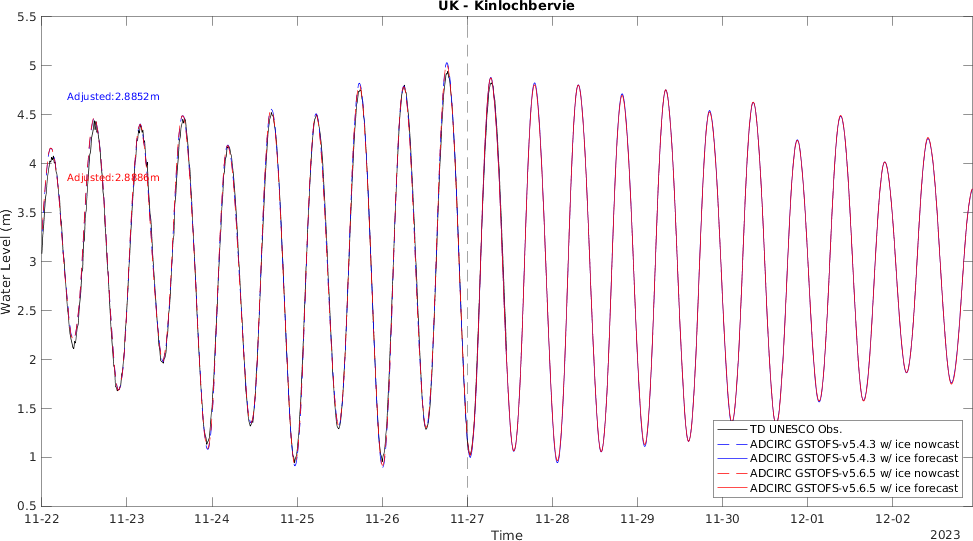 UK - Kinlochbervie
5.5
5
4.5
4
3.5
3
2.5
2
1.5
1
0.5
Water Level (m)
Adjusted:2.8852m
Adjusted:2.8886m
TD UNESCO Obs.
ADCIRC GSTOFS-v5.4.3 w/ ice nowcast
ADCIRC GSTOFS-v5.4.3 w/ ice forecast
ADCIRC GSTOFS-v5.6.5 w/ ice nowcast
ADCIRC GSTOFS-v5.6.5 w/ ice forecast
11-22 11-23 11-24 11-25 11-26 11-27 11-28 11-29 11-30 12-01 12-02
Time
2023